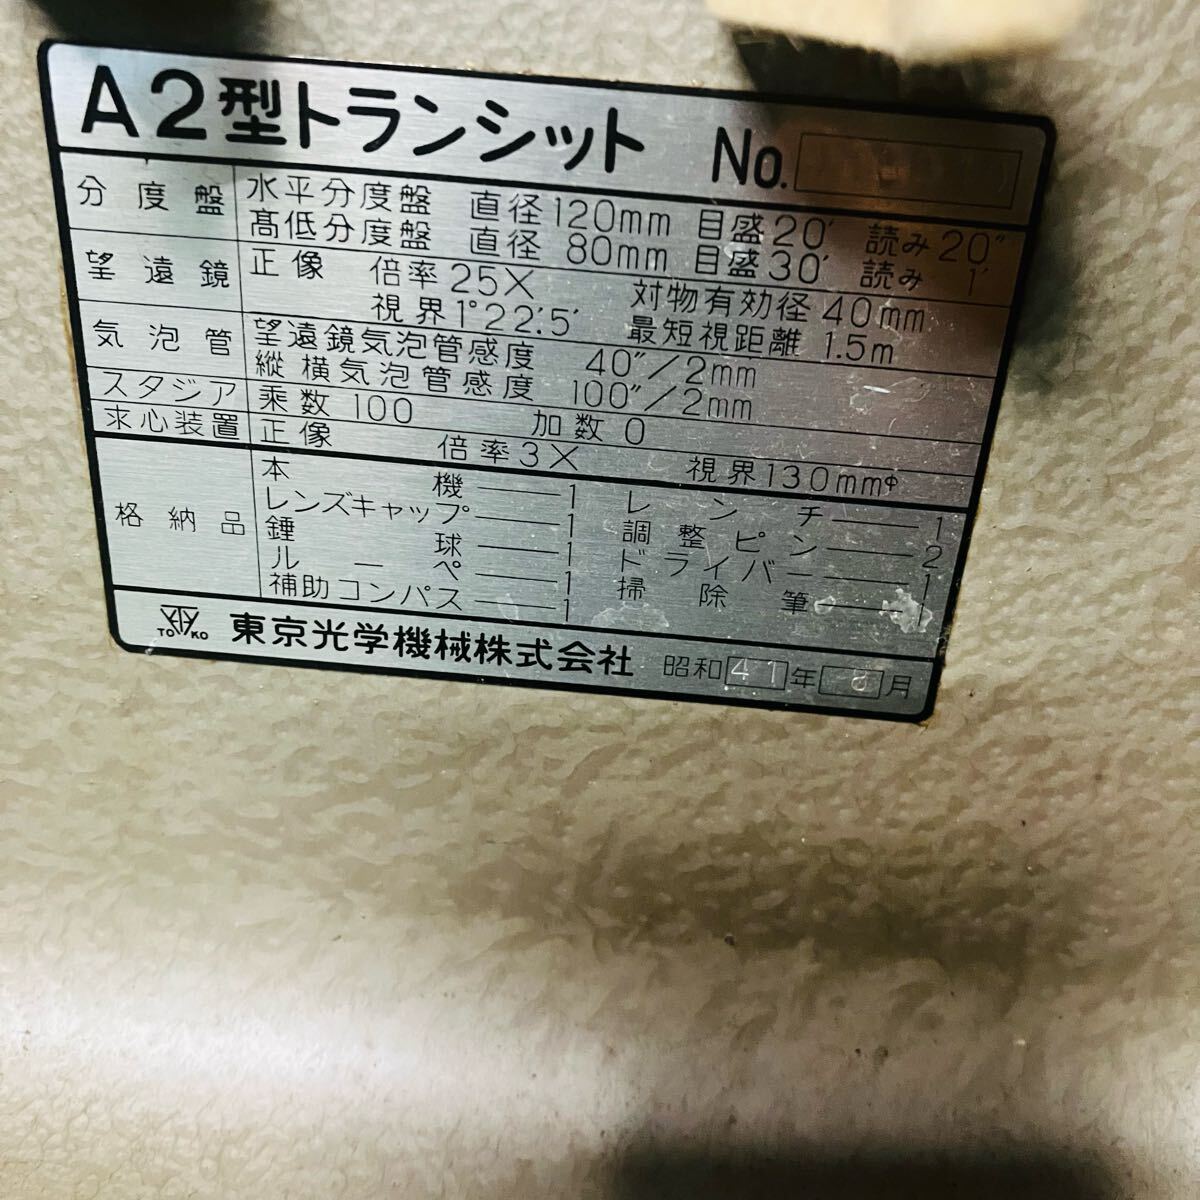 A2型トランシット No.
分度盤 水平分度盤 直径120mm 目盛20′ 読み20″
高低分度盤 直径 80mm 目盛30′ 読み 1′
望遠鏡 正像 倍率25× 対物有効径40mm
視界1°22′.5′ 最短視距離 1.5m
気泡管 望遠鏡気泡管感度 40″/2mm
縦横気泡管感度 100″/2mm
スタジア 乗数 100 加数 0
求心装置 正像 倍率3× 視界130mmφ
格納品 本機 1 レンチ 1
レンズキャップ 1 調整ピン 2
錘球 1 ドライバー 1
ルーペ 1 掃除筆 1
補助コンパス 1
TOKO 東京光学機械株式会社 昭和41年8月